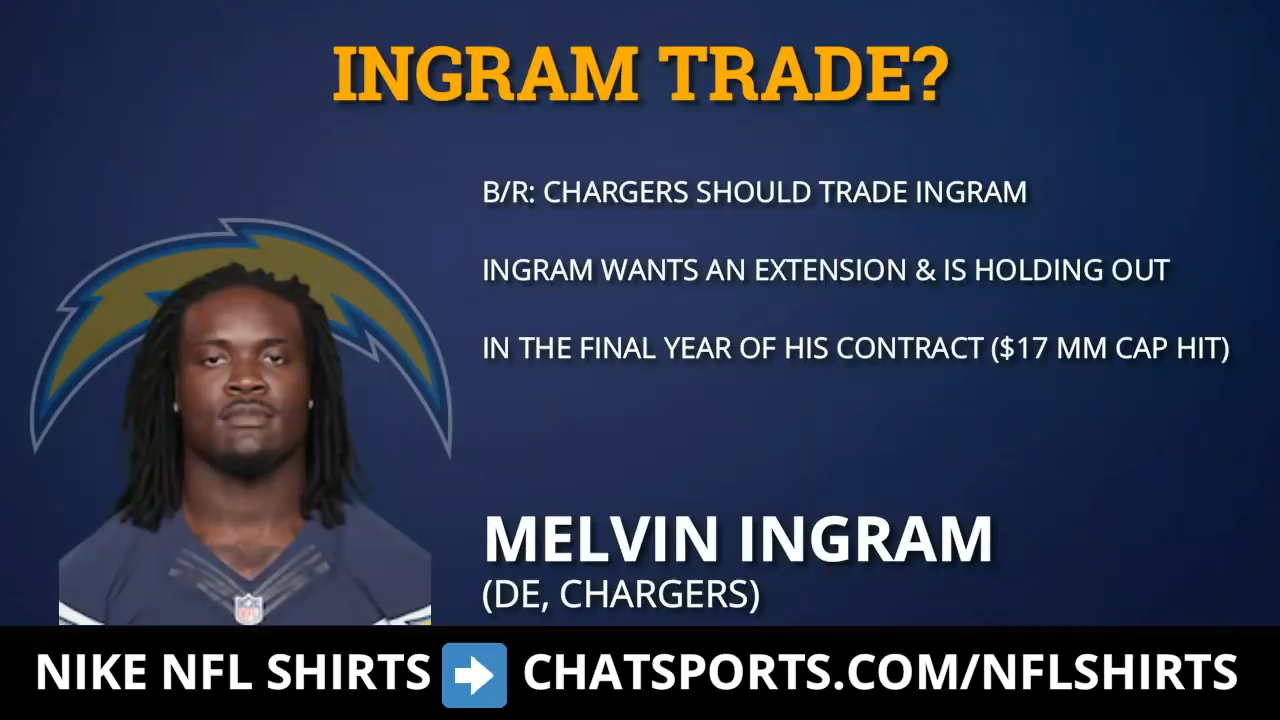 INGRAM TRADE?
B/R: CHARGERS SHOULD TRADE INGRAM
INGRAM WANTS AN EXTENSION & IS HOLDING OUT
IN THE FINAL YEAR OF HIS CONTRACT ($17 MM CAP HIT)
MELVIN INGRAM
(DE, CHARGERS)
NIKE NFL SHIRTS ➡ CHATSPORTS.COM/NFLSHIRTS